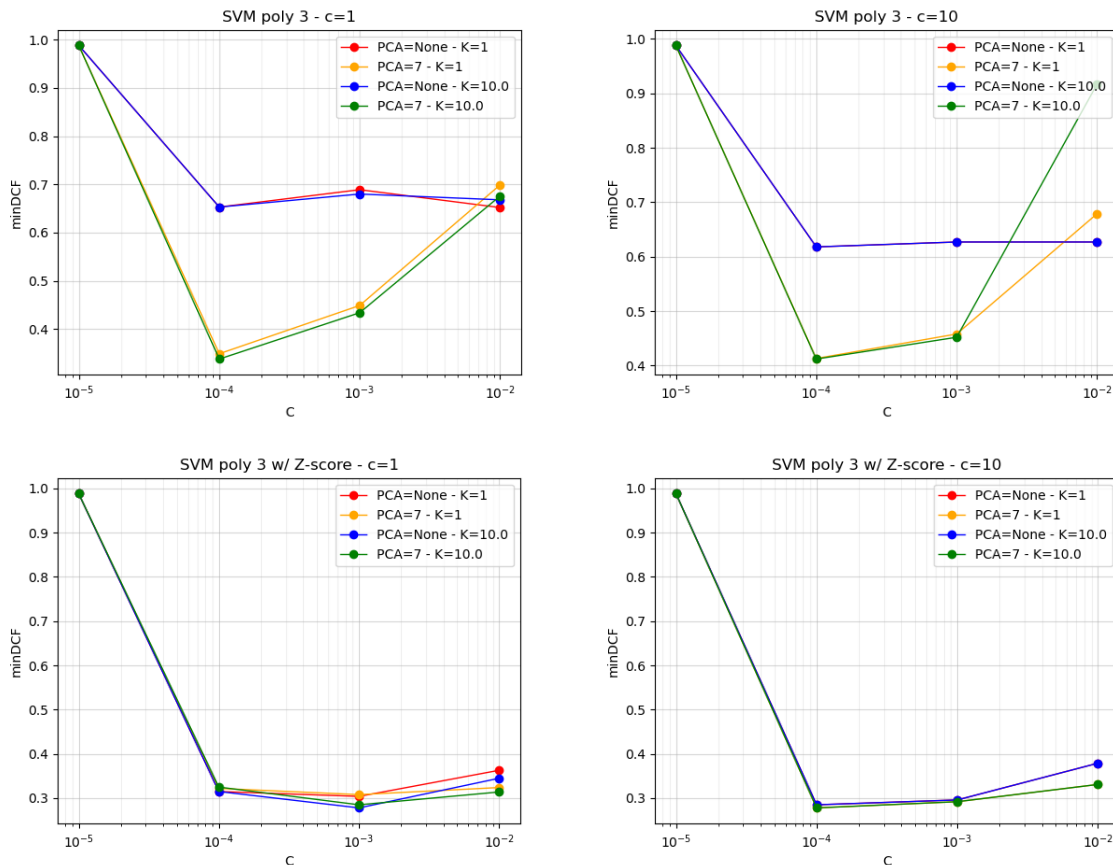 SVM poly 3 - c=1
1.0
0.9
0.8
0.7
0.6
0.5
0.4
minDCF
PCA=None - K=1
PCA=7 - K=1
PCA=None - K=10.0
PCA=7 - K=10.0
10⁻⁵
10⁻⁴
10⁻³
10⁻²
C
SVM poly 3 - c=10
1.0
0.9
0.8
0.7
0.6
0.5
0.4
minDCF
PCA=None - K=1
PCA=7 - K=1
PCA=None - K=10.0
PCA=7 - K=10.0
10⁻⁵
10⁻⁴
10⁻³
10⁻²
C
SVM poly 3 w/ Z-score - c=1
1.0
0.9
0.8
0.7
0.6
0.5
0.4
0.3
minDCF
PCA=None - K=1
PCA=7 - K=1
PCA=None - K=10.0
PCA=7 - K=10.0
10⁻⁵
10⁻⁴
10⁻³
10⁻²
C
SVM poly 3 w/ Z-score - c=10
1.0
0.9
0.8
0.7
0.6
0.5
0.4
0.3
minDCF
PCA=None - K=1
PCA=7 - K=1
PCA=None - K=10.0
PCA=7 - K=10.0
10⁻⁵
10⁻⁴
10⁻³
10⁻²
C